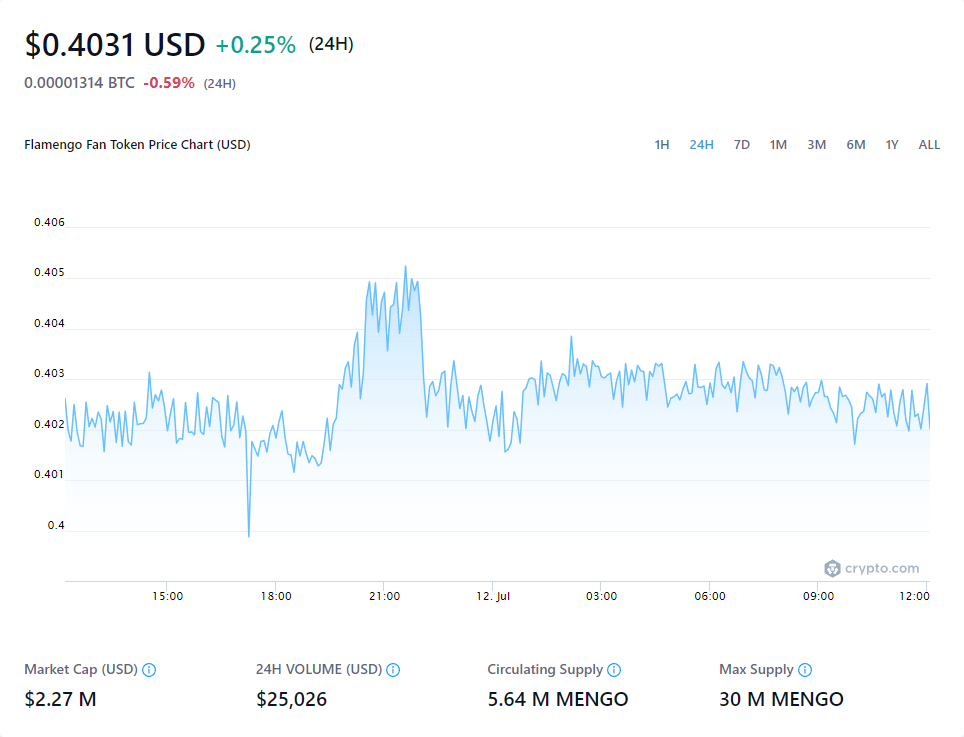 $0.4031 USD +0.25% (24H)
0.00001314 BTC -0.59% (24H)
Flamengo Fan Token Price Chart (USD) 1H 24H 7D 1M 3M 6M 1Y ALL
0.406
0.405
0.404
0.403
0.402
0.401
0.4
crypto.com
15:00 18:00 21:00 12. Jul 03:00 06:00 09:00 12:00
Market Cap (USD) 24H VOLUME (USD) Circulating Supply Max Supply
$2.27 M $25,026 5.64 M MENGO 30 M MENGO